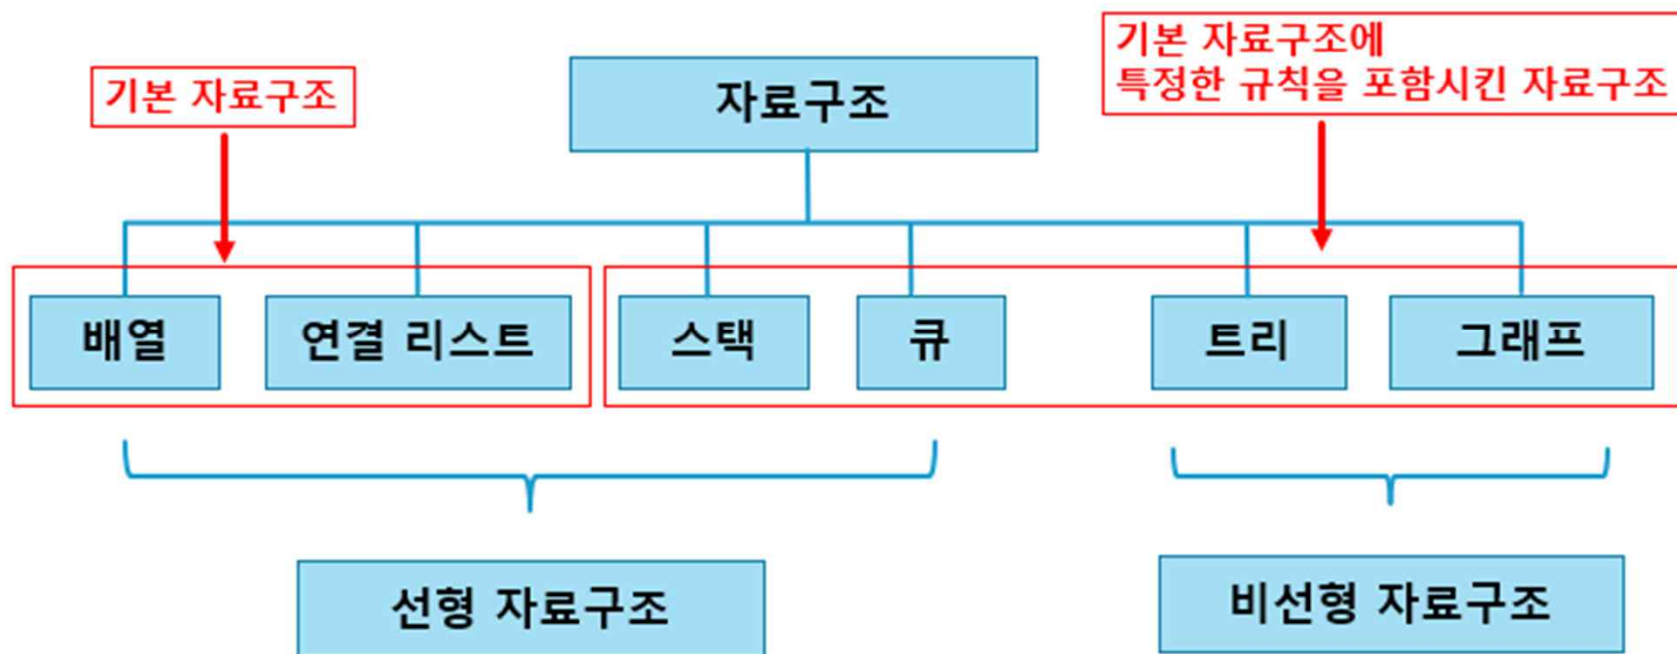 기본 자료구조에
특정한 규칙을 포함시킨 자료구조
기본 자료구조
자료구조
배열
연결 리스트
스택
큐
트리
그래프
선형 자료구조
비선형 자료구조